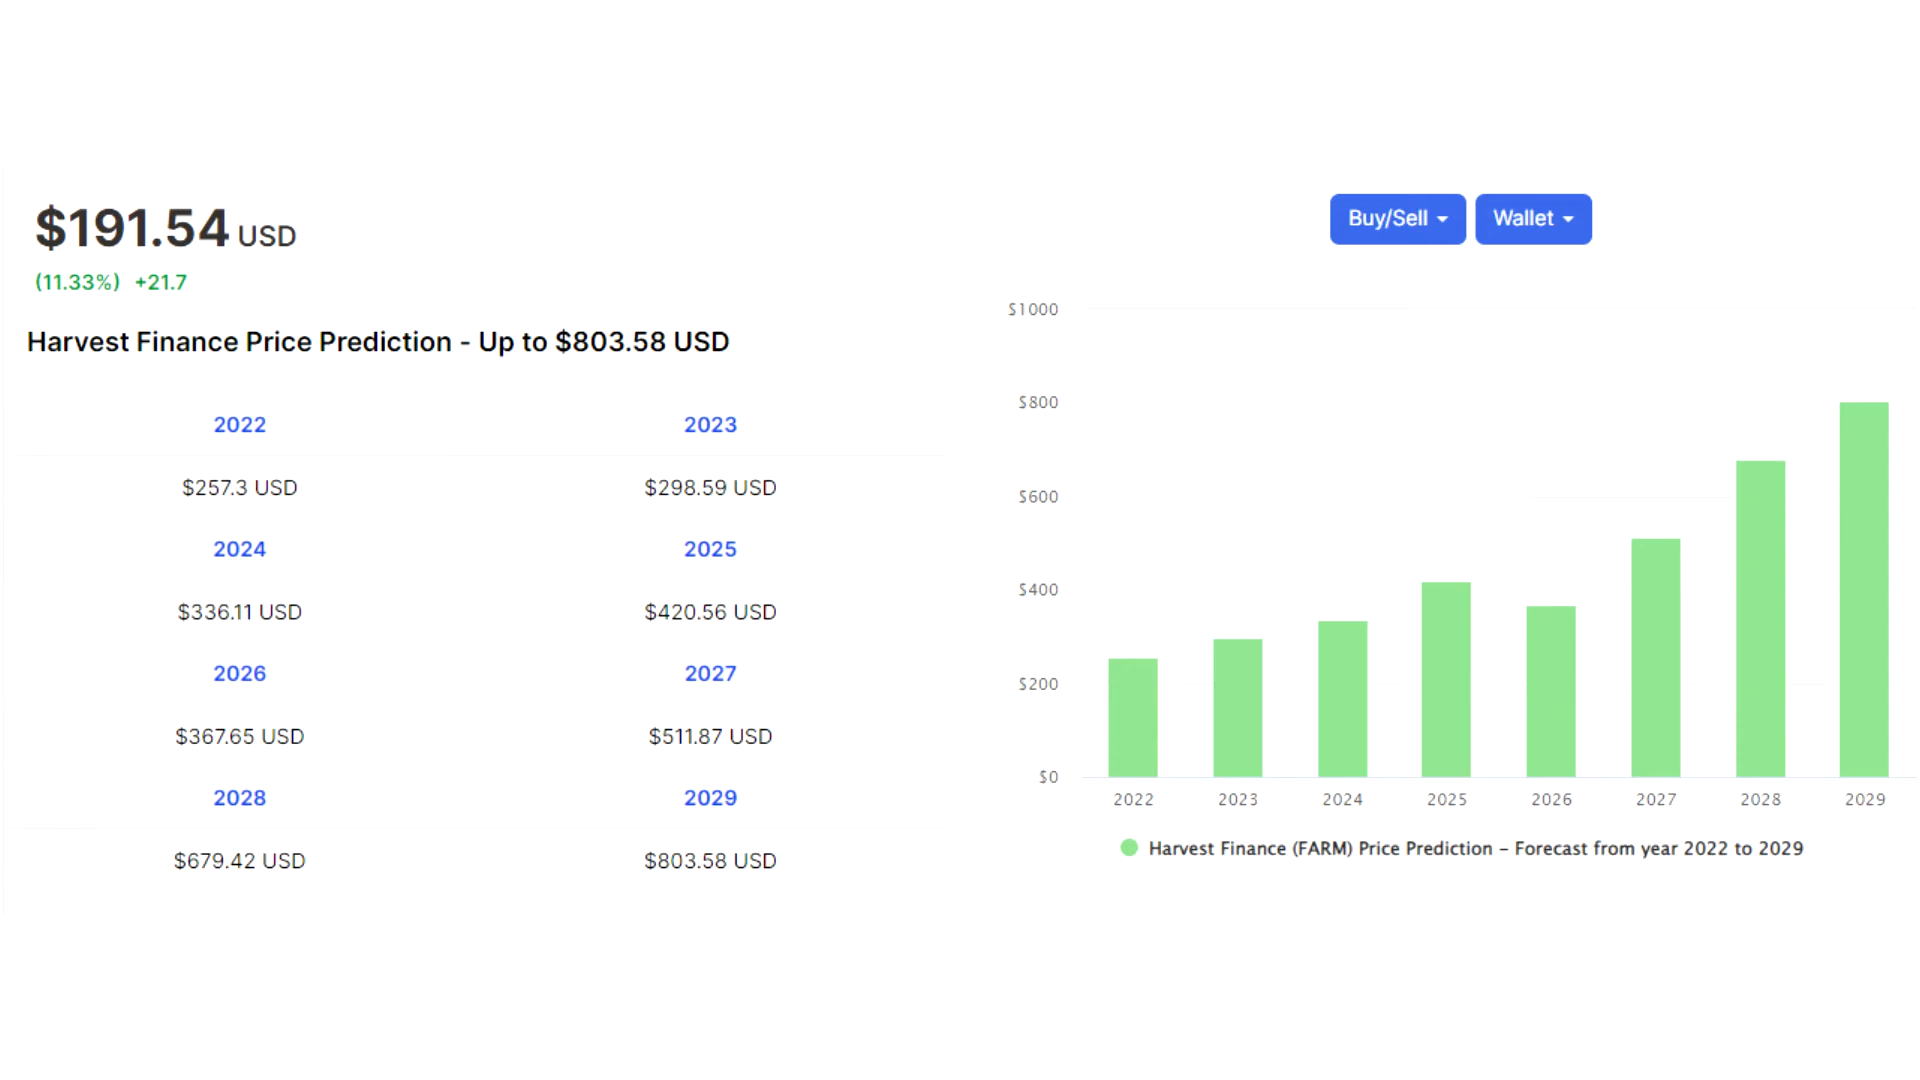 $191.54 USD
(11.33%) +21.7
Harvest Finance Price Prediction - Up to $803.58 USD
2022 2023
$257.3 USD $298.59 USD
2024 2025
$336.11 USD $420.56 USD
2026 2027
$367.65 USD $511.87 USD
2028 2029
$679.42 USD $803.58 USD
Buy/Sell Wallet
$1000
$800
$600
$400
$200
$0
2022 2023 2024 2025 2026 2027 2028 2029
Harvest Finance (FARM) Price Prediction – Forecast from year 2022 to 2029